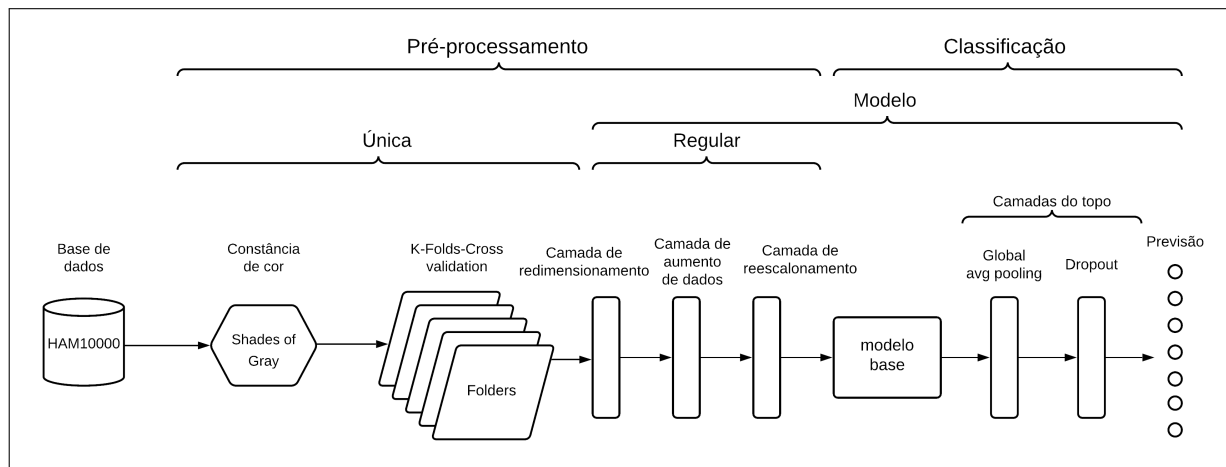 Pré-processamento
Classificação
Modelo
Única
Regular
Camadas do topo
Base de
dados
Constância
de cor
K-Folds-Cross
validation
Camada de
redimensionamento
Camada de
aumento
de dados
Camada de
reescalonamento
Global
avg pooling
Dropout
Previsão
HAM10000
Shades of
Gray
Folders
modelo
base